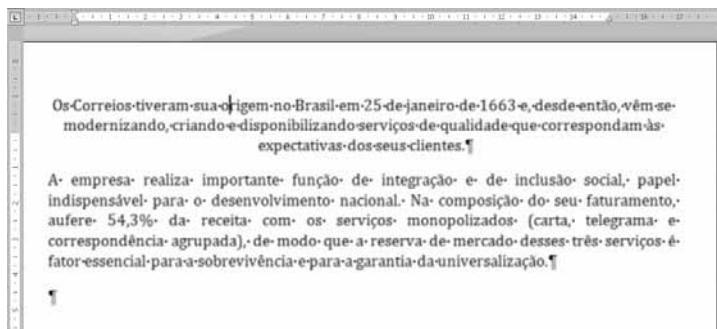 Os·Correios·tiveram·sua·origem·no·Brasil·em·25·de·janeiro·de·1663·e,·desde·então,·vêm·se·
modernizando,·criando·e·disponibilizando·serviços·de·qualidade·que·correspondam·às·
expectativas·dos·seus·clientes.¶
A· empresa· realiza· importante· função· de· integração· e· de· inclusão· social,· papel·
indispensável· para· o· desenvolvimento· nacional.· Na· composição· do· seu· faturamento,·
aufere· 54,3%· da· receita· com· os· serviços· monopolizados· (carta,· telegrama· e·
correspondência· agrupada),· de· modo· que· a· reserva· de· mercado· desses· três· serviços· é·
fator·essencial·para·a·sobrevivência·e·para·a·garantia·da·universalização.¶
¶